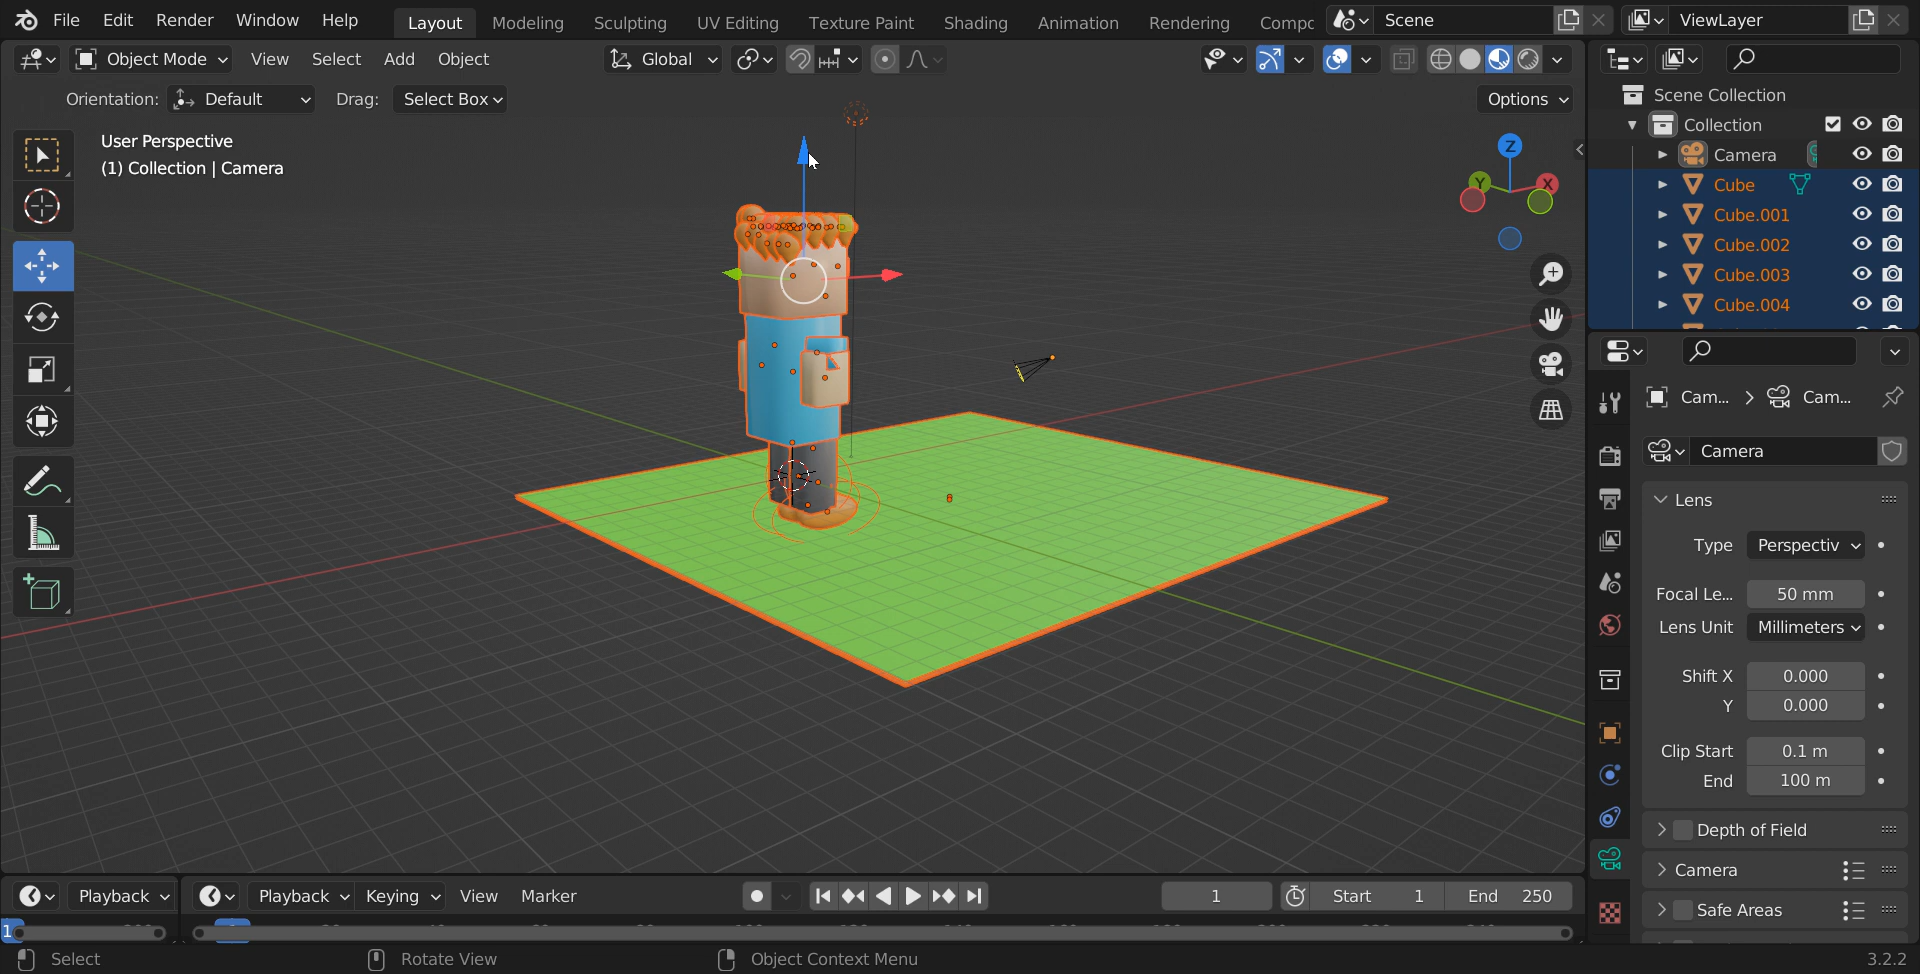 File Edit Render Window Help Layout Modeling Sculpting UV Editing Texture Paint Shading Animation Rendering Compc Scene ViewLayer
Object Mode View Select Add Object Global
Orientation: Default Drag: Select Box Options
User Perspective
(1) Collection | Camera
Z
Y
X
Scene Collection
Collection
Camera
Cube
Cube.001
Cube.002
Cube.003
Cube.004
Cam... Cam...
Camera
Lens
Type Perspectiv
Focal Le... 50 mm
Lens Unit Millimeters
Shift X 0.000
Y 0.000
Clip Start 0.1 m
End 100 m
Depth of Field
Camera
Safe Areas
Playback Playback Keying View Marker 1 Start 1 End 250
1
Select Rotate View Object Context Menu 3.2.2